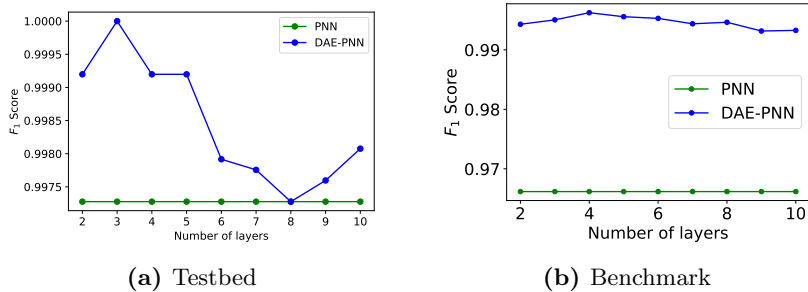 1.0000
0.9995
0.9990
0.9985
0.9980
0.9975
F1 Score
2 3 4 5 6 7 8 9 10
Number of layers
PNN
DAE-PNN
(a) Testbed
0.99
0.98
0.97
F1 Score
2 4 6 8 10
Number of layers
PNN
DAE-PNN
(b) Benchmark